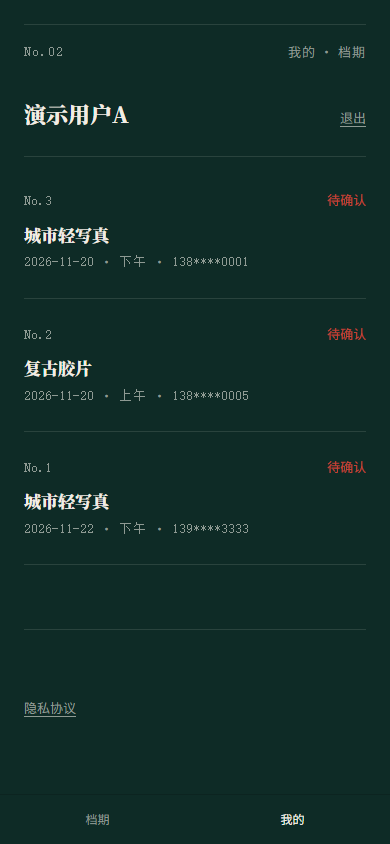 No.02
我的 · 档期
演示用户A
退出
No.3
待确认
城市轻写真
2026-11-20 · 下午 · 138****0001
No.2
待确认
复古胶片
2026-11-20 · 上午 · 138****0005
No.1
待确认
城市轻写真
2026-11-22 · 下午 · 139****3333
隐私协议
档期
我的